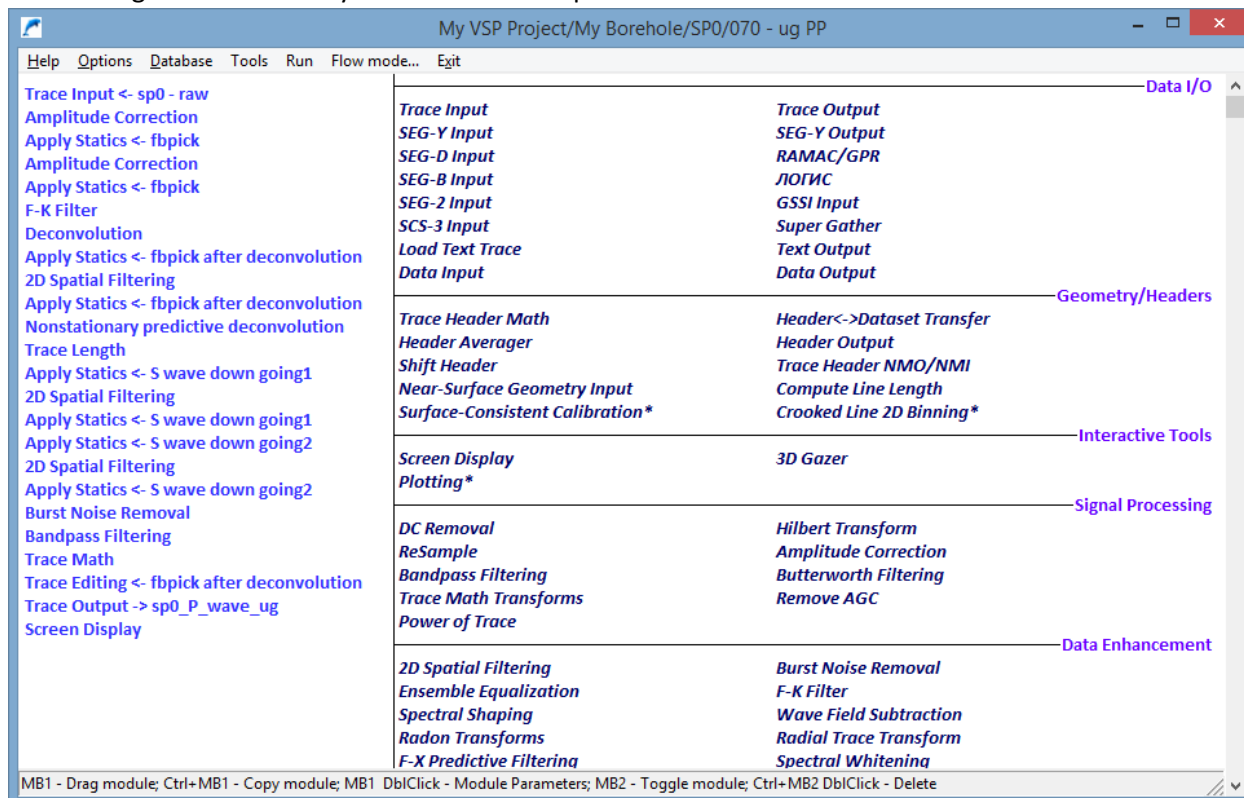 My VSP Project/My Borehole/SP0/070 - ug PP
Help Options Database Tools Run Flow mode... Exit
Trace Input <- sp0 - raw
Amplitude Correction
Apply Statics <- fbpick
Amplitude Correction
Apply Statics <- fbpick
F-K Filter
Deconvolution
Apply Statics <- fbpick after deconvolution
2D Spatial Filtering
Apply Statics <- fbpick after deconvolution
Nonstationary predictive deconvolution
Trace Length
Apply Statics <- S wave down going1
2D Spatial Filtering
Apply Statics <- S wave down going1
Apply Statics <- S wave down going2
2D Spatial Filtering
Apply Statics <- S wave down going2
Burst Noise Removal
Bandpass Filtering
Trace Math
Trace Editing <- fbpick after deconvolution
Trace Output -> sp0_P_wave_ug
Screen Display
Data I/O
Trace Input Trace Output
SEG-Y Input SEG-Y Output
SEG-D Input RAMAC/GPR
SEG-B Input ЛОГИС
SEG-2 Input GSSI Input
SCS-3 Input Super Gather
Load Text Trace Text Output
Data Input Data Output
Geometry/Headers
Trace Header Math Header<->Dataset Transfer
Header Averager Header Output
Shift Header Trace Header NMO/NMI
Near-Surface Geometry Input Compute Line Length
Surface-Consistent Calibration* Crooked Line 2D Binning*
Interactive Tools
Screen Display 3D Gazer
Plotting*
Signal Processing
DC Removal Hilbert Transform
ReSample Amplitude Correction
Bandpass Filtering Butterworth Filtering
Trace Math Transforms Remove AGC
Power of Trace
Data Enhancement
2D Spatial Filtering Burst Noise Removal
Ensemble Equalization F-K Filter
Spectral Shaping Wave Field Subtraction
Radon Transforms Radial Trace Transform
F-X Predictive Filtering Spectral Whitening
MB1 - Drag module; Ctrl+MB1 - Copy module; MB1 DblClick - Module Parameters; MB2 - Toggle module; Ctrl+MB2 DblClick - Delete